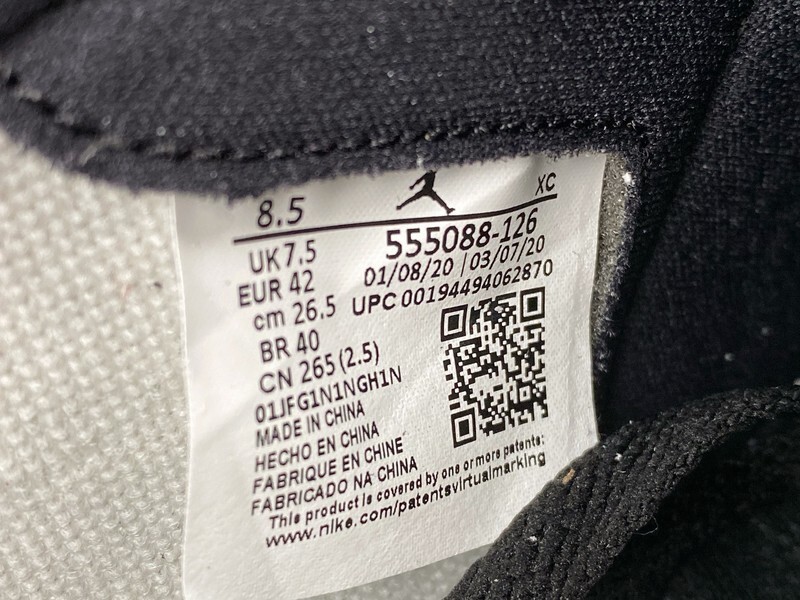 8.5 XC
UK 7.5 555088-126
EUR 42 01/08/20 | 03/07/20
cm 26.5 UPC 00194494062870
BR 40
CN 265 (2.5)
01JFG1N1NGH1N
MADE IN CHINA
HECHO EN CHINA
FABRIQUE EN CHINE
FABRICADO NA CHINA
This product is covered by one or more patents:
www.nike.com/patentsvirtualmarking